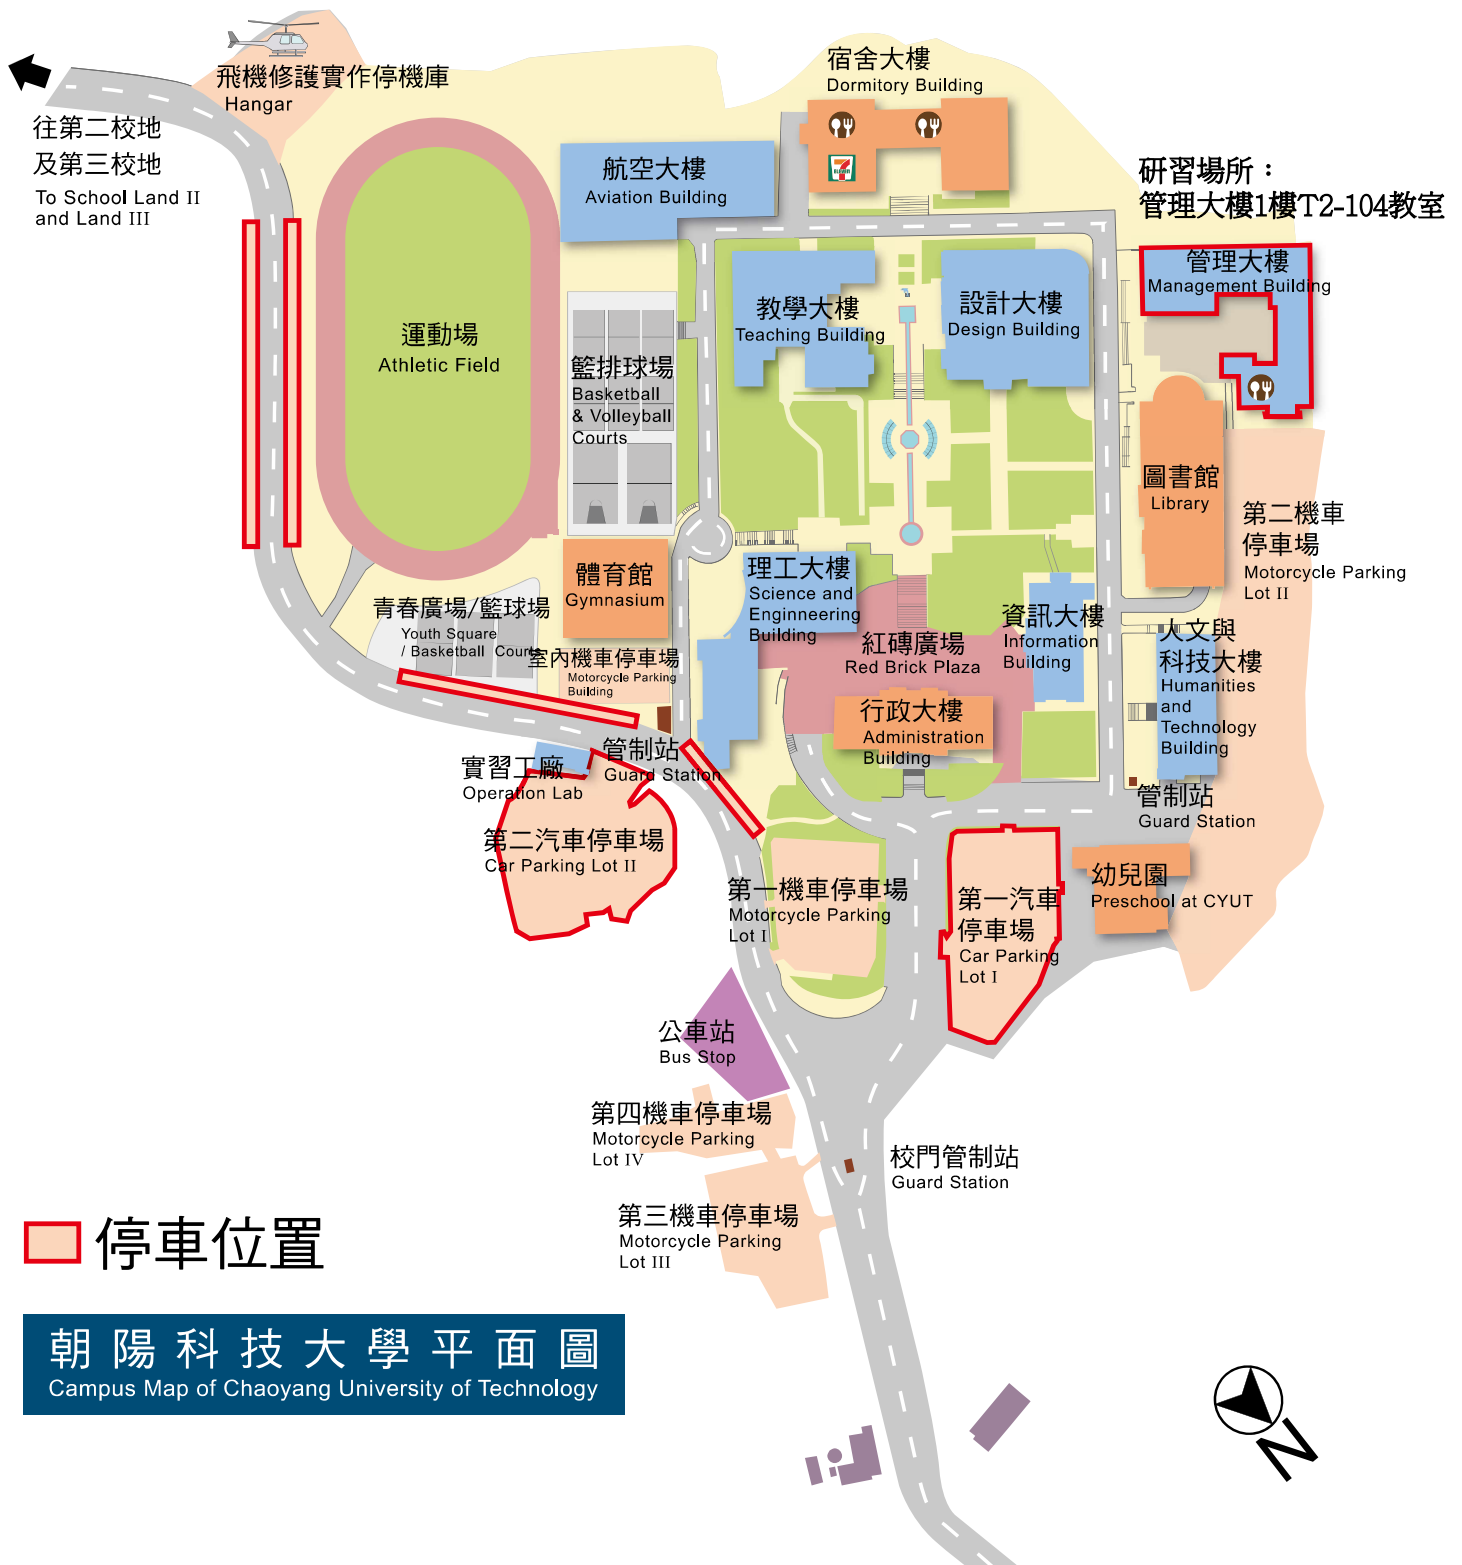 飛機修護實作停機庫
Hangar
往第二校地
及第三校地
To School Land II
and Land III
宿舍大樓
Dormitory Building
7
ELEVEN
航空大樓
Aviation Building
研習場所：
管理大樓1樓T2-104教室
管理大樓
Management Building
教學大樓
Teaching Building
設計大樓
Design Building
運動場
Athletic Field
籃排球場
Basketball
& Volleyball
Courts
圖書館
Library
第二機車
停車場
Motorcycle Parking
Lot II
體育館
Gymnasium
理工大樓
Science and
Enginneering
Building
青春廣場/籃球場
Youth Square
/ Basketball Courts
室內機車停車場
Motorcycle Parking
Building
紅磚廣場
Red Brick Plaza
資訊大樓
Information
Building
人文與
科技大樓
Humanities
and
Technology
Building
行政大樓
Administration
Building
管制站
Guard Station
實習工廠
Operation Lab
管制站
Guard Station
第二汽車停車場
Car Parking Lot II
第一機車停車場
Motorcycle Parking
Lot I
第一汽車
停車場
Car Parking
Lot I
幼兒園
Preschool at CYUT
公車站
Bus Stop
第四機車停車場
Motorcycle Parking
Lot IV
校門管制站
Guard Station
第三機車停車場
Motorcycle Parking
Lot III
停車位置
朝陽科技大學平面圖
Campus Map of Chaoyang University of Technology
N